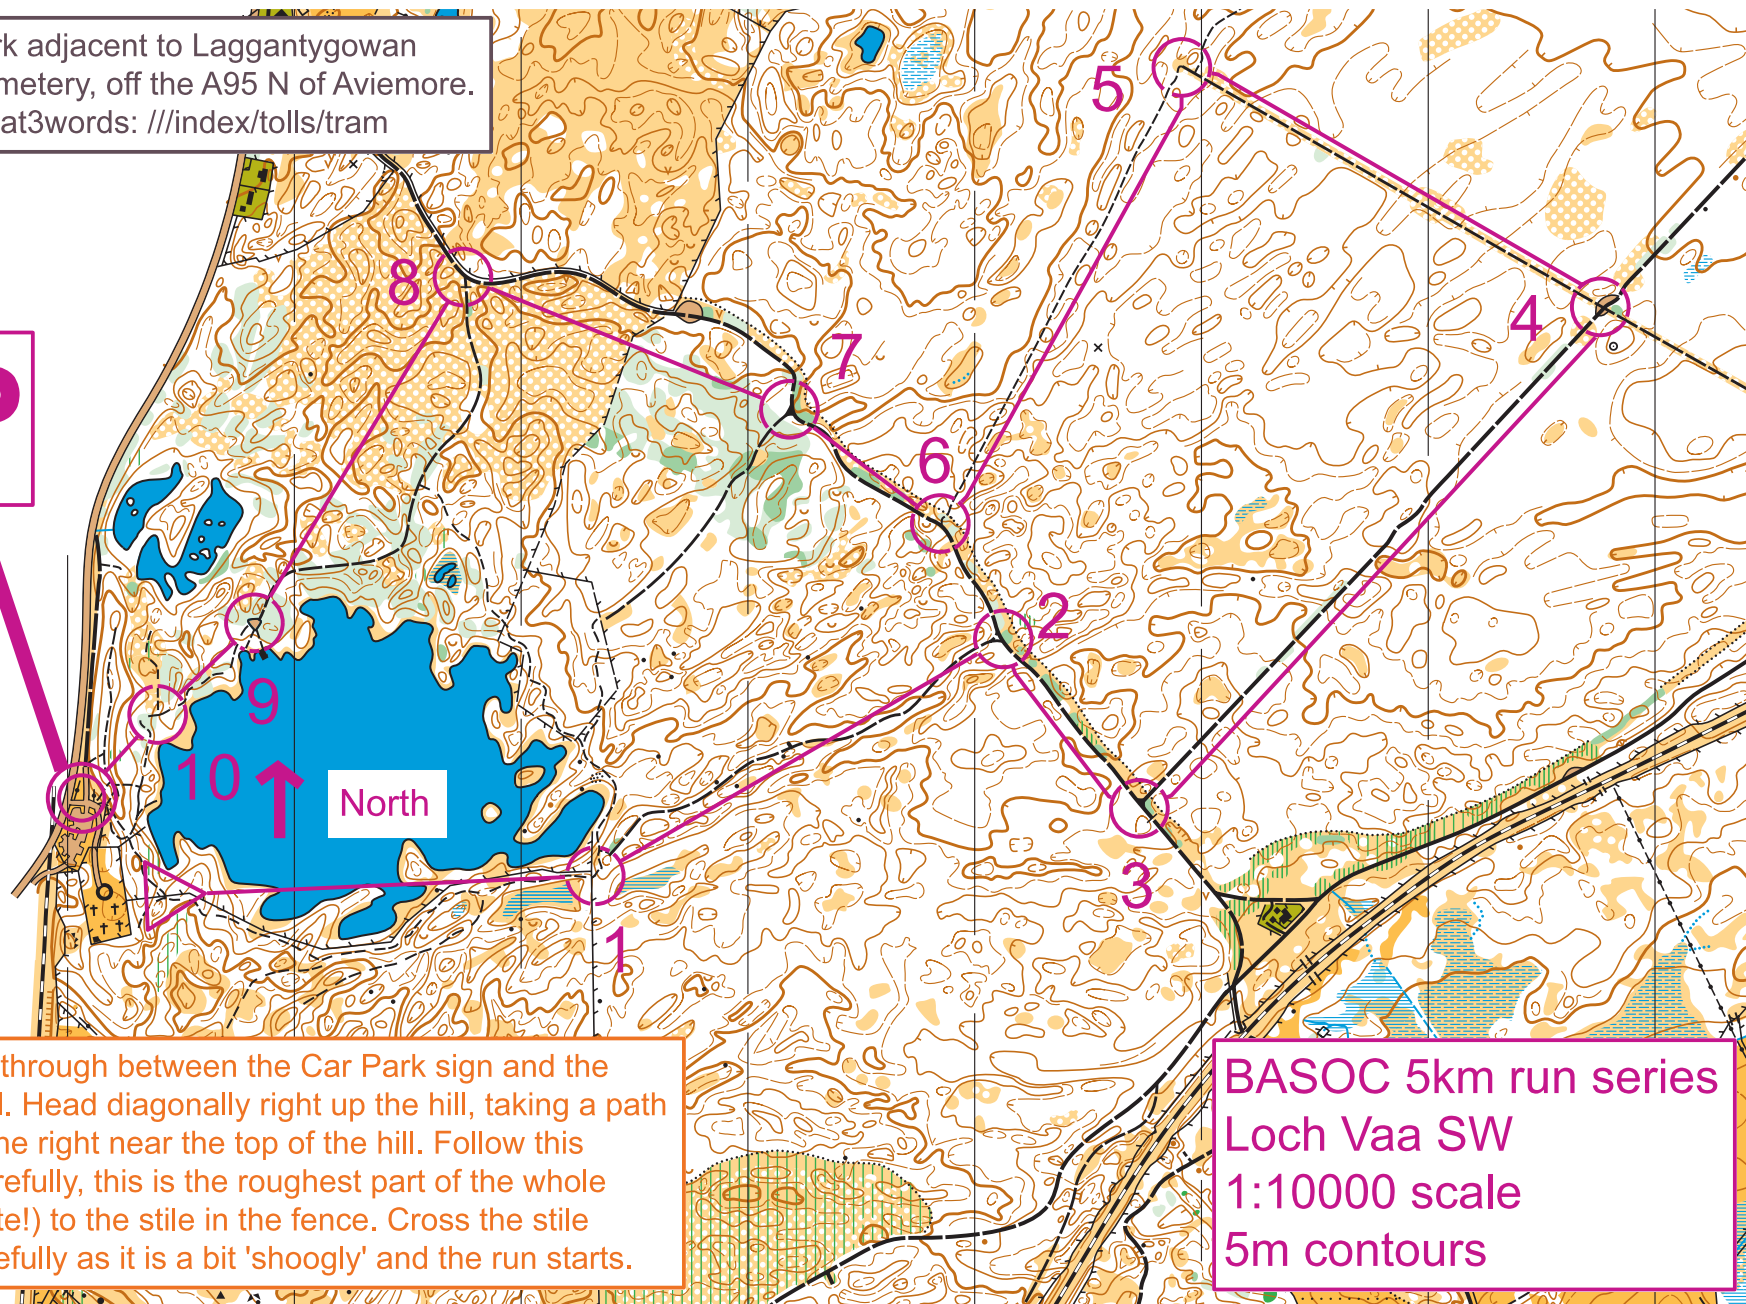 rk adjacent to Laggantygowan
metery, off the A95 N of Aviemore.
at3words: ///index/tolls/tram
5
8
4
7
6
2
9
10
North
3
1
through between the Car Park sign and the
l. Head diagonally right up the hill, taking a path
ne right near the top of the hill. Follow this
refully, this is the roughest part of the whole
te!) to the stile in the fence. Cross the stile
efully as it is a bit 'shoogly' and the run starts.
BASOC 5km run series
Loch Vaa SW
1:10000 scale
5m contours